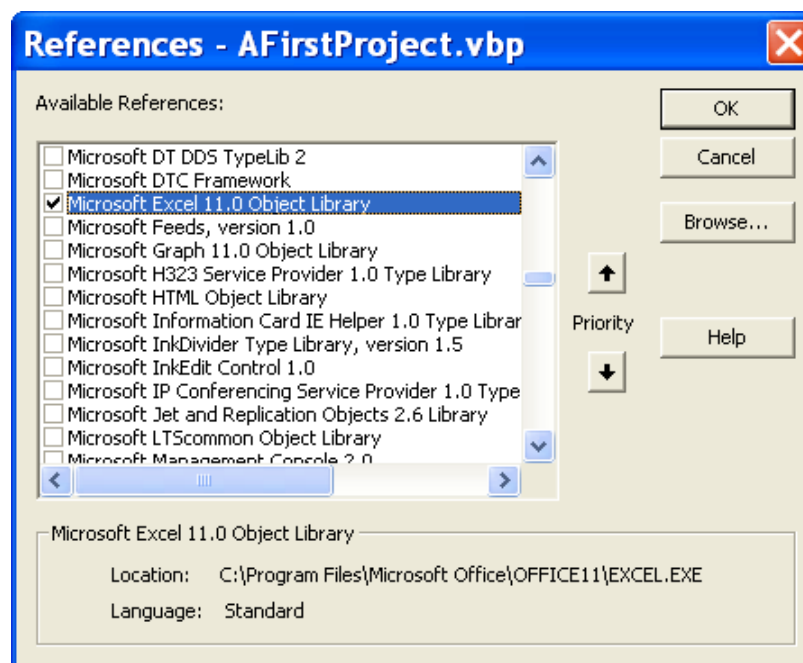 References - AFirstProject.vbp
Available References:
OK
Cancel
Browse...
Help
Microsoft DT DDS TypeLib 2
Microsoft DTC Framework
Microsoft Excel 11.0 Object Library
Microsoft Feeds, version 1.0
Microsoft Graph 11.0 Object Library
Microsoft H323 Service Provider 1.0 Type Library
Microsoft HTML Object Library
Microsoft Information Card IE Helper 1.0 Type Librar
Microsoft InkDivider Type Library, version 1.5
Microsoft InkEdit Control 1.0
Microsoft IP Conferencing Service Provider 1.0 Type
Microsoft Jet and Replication Objects 2.6 Library
Microsoft LTScommon Object Library
Microsoft Management Console 2.0
Priority
Microsoft Excel 11.0 Object Library
Location: C:\Program Files\Microsoft Office\OFFICE11\EXCEL.EXE
Language: Standard